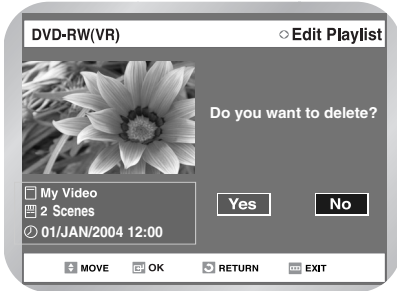 DVD-RW(VR) Edit Playlist
Do you want to delete?
My Video
2 Scenes
01/JAN/2004 12:00
Yes No
MOVE OK RETURN EXIT